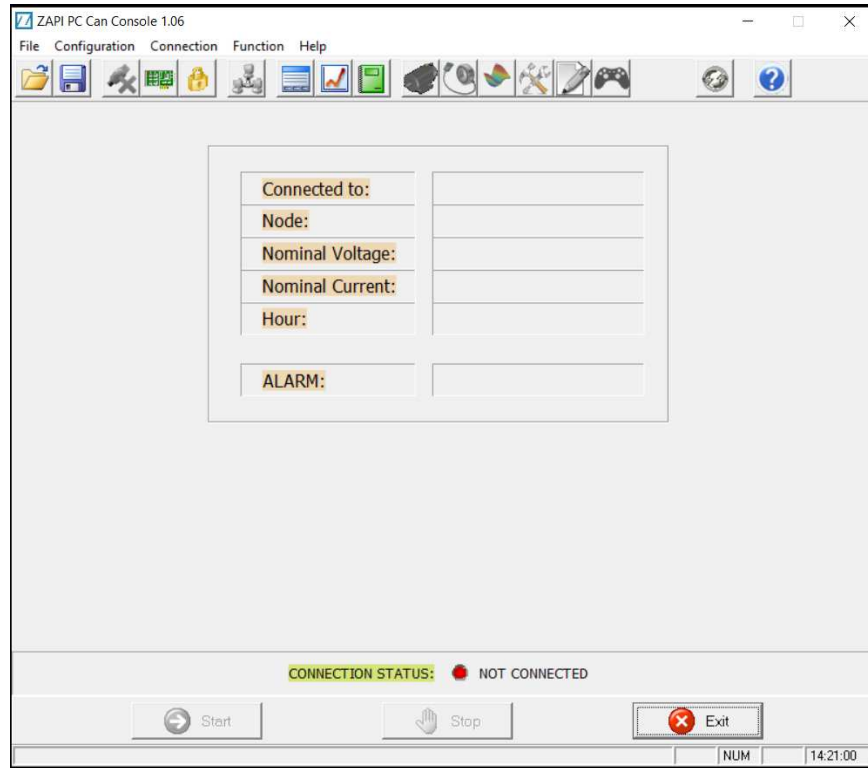 ZAPI PC Can Console 1.06
File Configuration Connection Function Help
Connected to:
Node:
Nominal Voltage:
Nominal Current:
Hour:
ALARM:
CONNECTION STATUS: NOT CONNECTED
Start Stop Exit
NUM 14:21:00